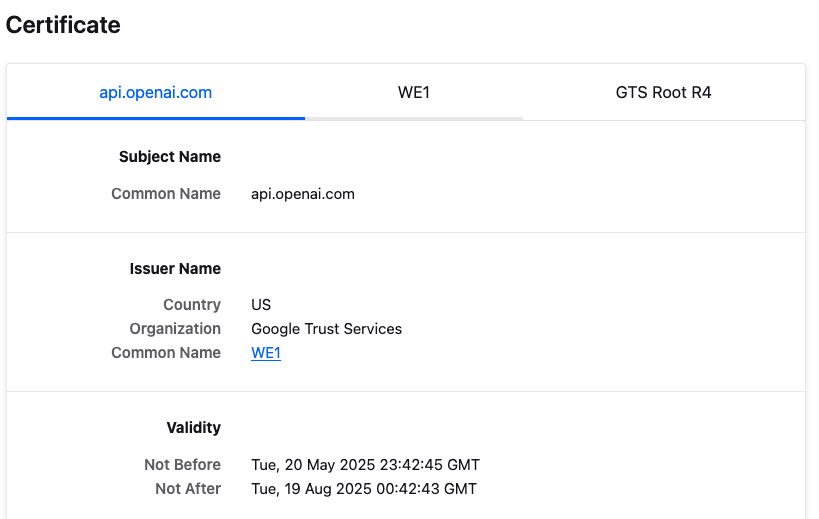 Certificate
api.openai.com WE1 GTS Root R4
Subject Name
Common Name api.openai.com
Issuer Name
Country US
Organization Google Trust Services
Common Name WE1
Validity
Not Before Tue, 20 May 2025 23:42:45 GMT
Not After Tue, 19 Aug 2025 00:42:43 GMT